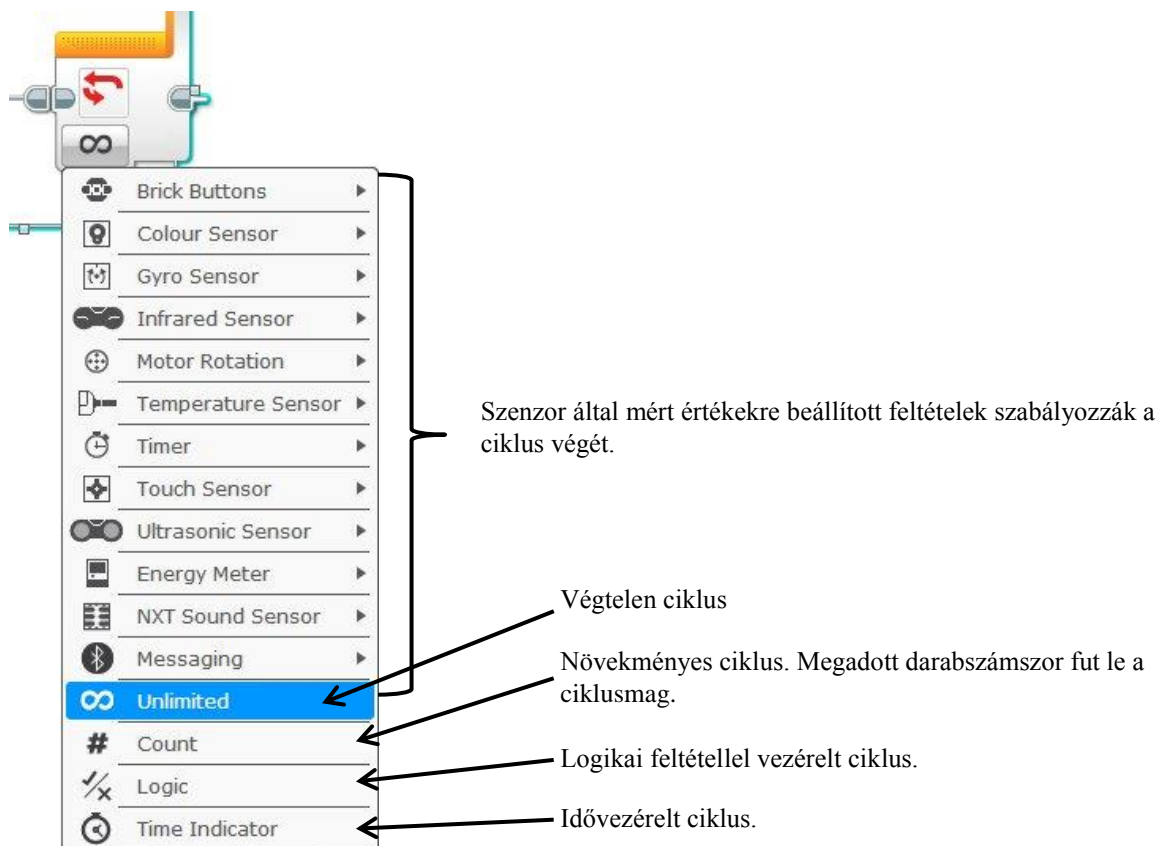 Brick Buttons
Colour Sensor
Gyro Sensor
Infrared Sensor
Motor Rotation
Temperature Sensor
Timer
Touch Sensor
Ultrasonic Sensor
Energy Meter
NXT Sound Sensor
Messaging
Unlimited
Count
Logic
Time Indicator
Szenzor által mért értékekre beállított feltételek szabályozzák a
ciklus végét.
Végtelen ciklus
Növekményes ciklus. Megadott darabszámszor fut le a
ciklusmag.
Logikai feltétellel vezérelt ciklus.
Idővezérelt ciklus.